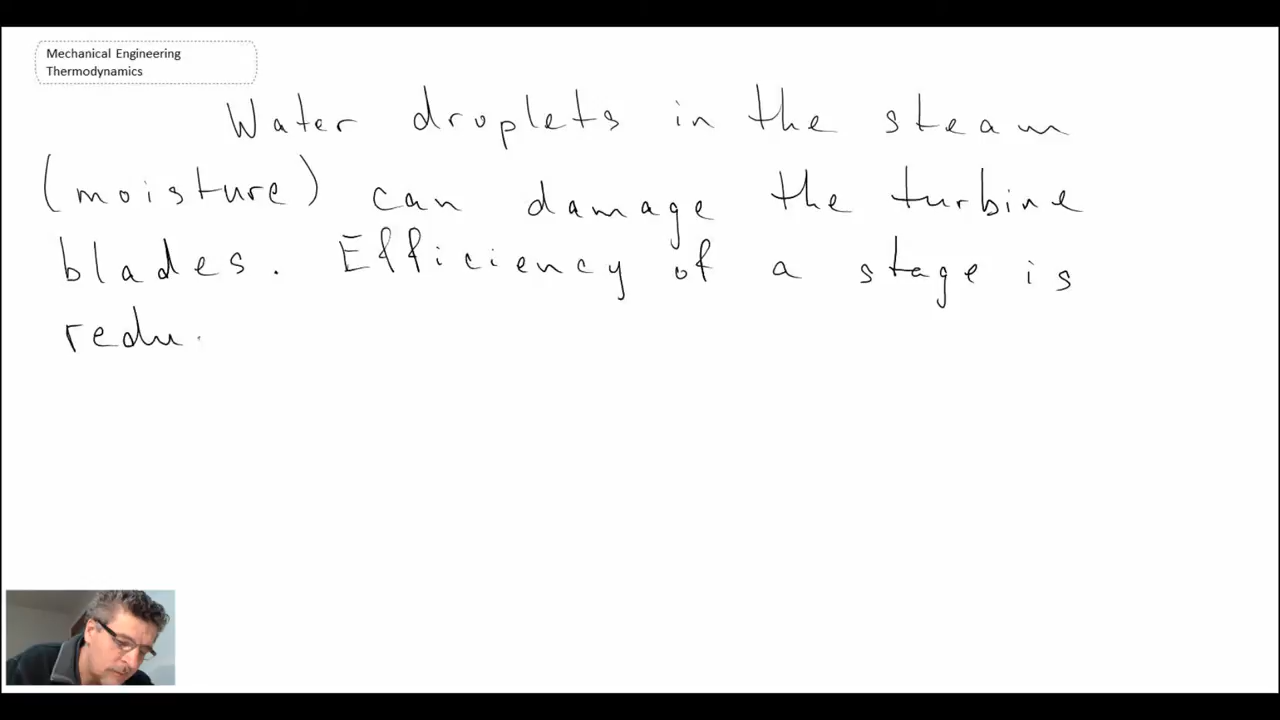 Mechanical Engineering
Thermodynamics
Water droplets in the steam
(moisture) can damage the turbine
blades. Efficiency of a stage is
redu